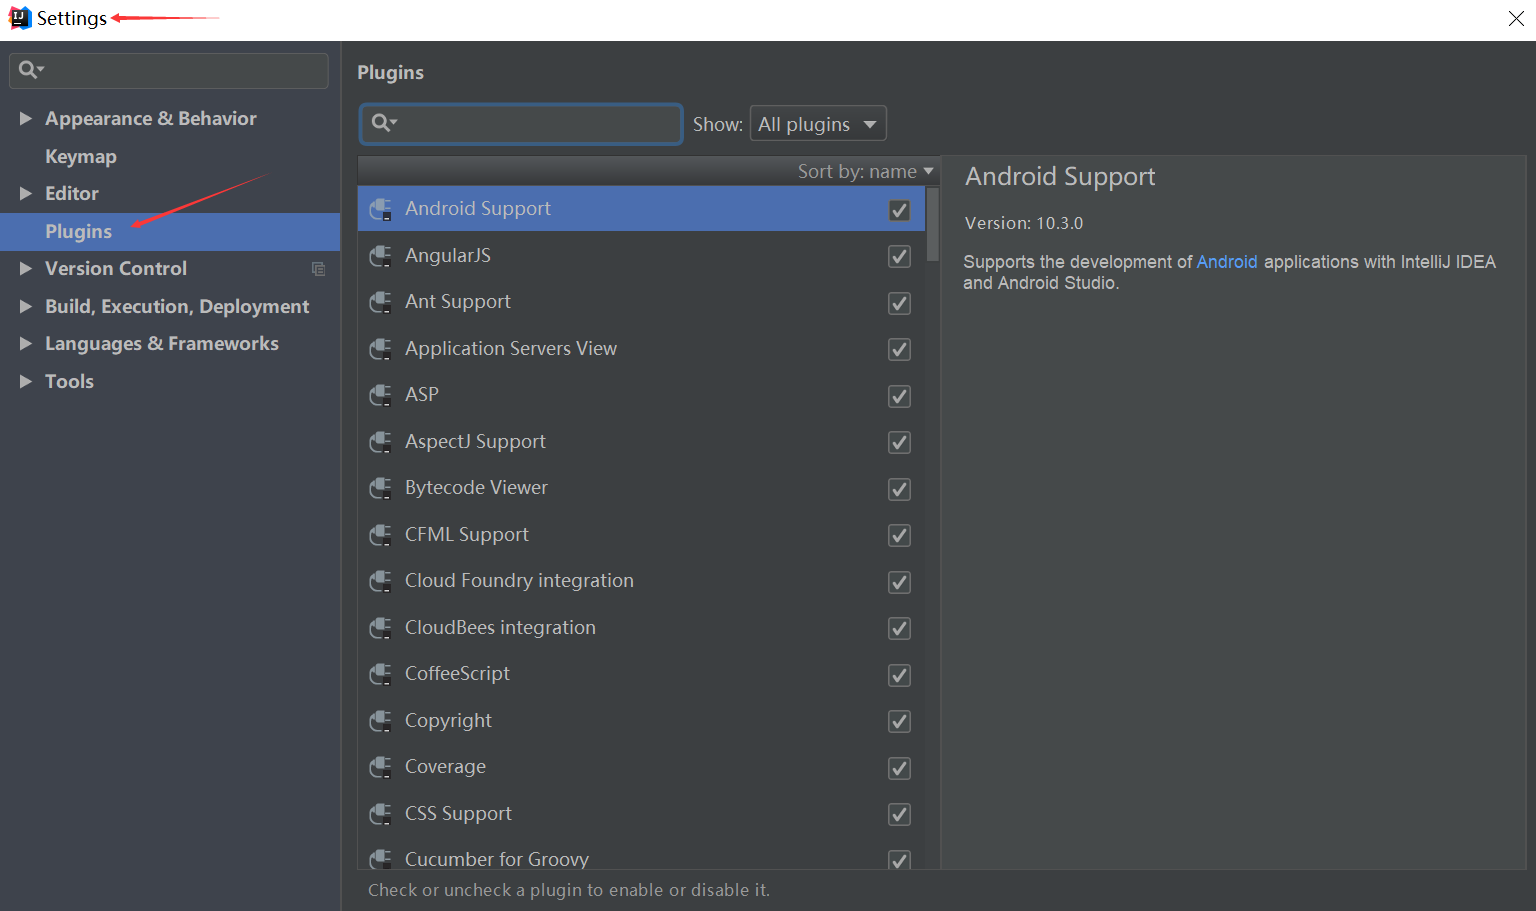 IJ
Settings
Appearance & Behavior
Keymap
Editor
Plugins
Version Control
Build, Execution, Deployment
Languages & Frameworks
Tools
Plugins
Show: All plugins
Sort by: name
Android Support
AngularJS
Ant Support
Application Servers View
ASP
AspectJ Support
Bytecode Viewer
CFML Support
Cloud Foundry integration
CloudBees integration
CoffeeScript
Copyright
Coverage
CSS Support
Cucumber for Groovy
Check or uncheck a plugin to enable or disable it.
Android Support
Version: 10.3.0
Supports the development of Android applications with IntelliJ IDEA
and Android Studio.